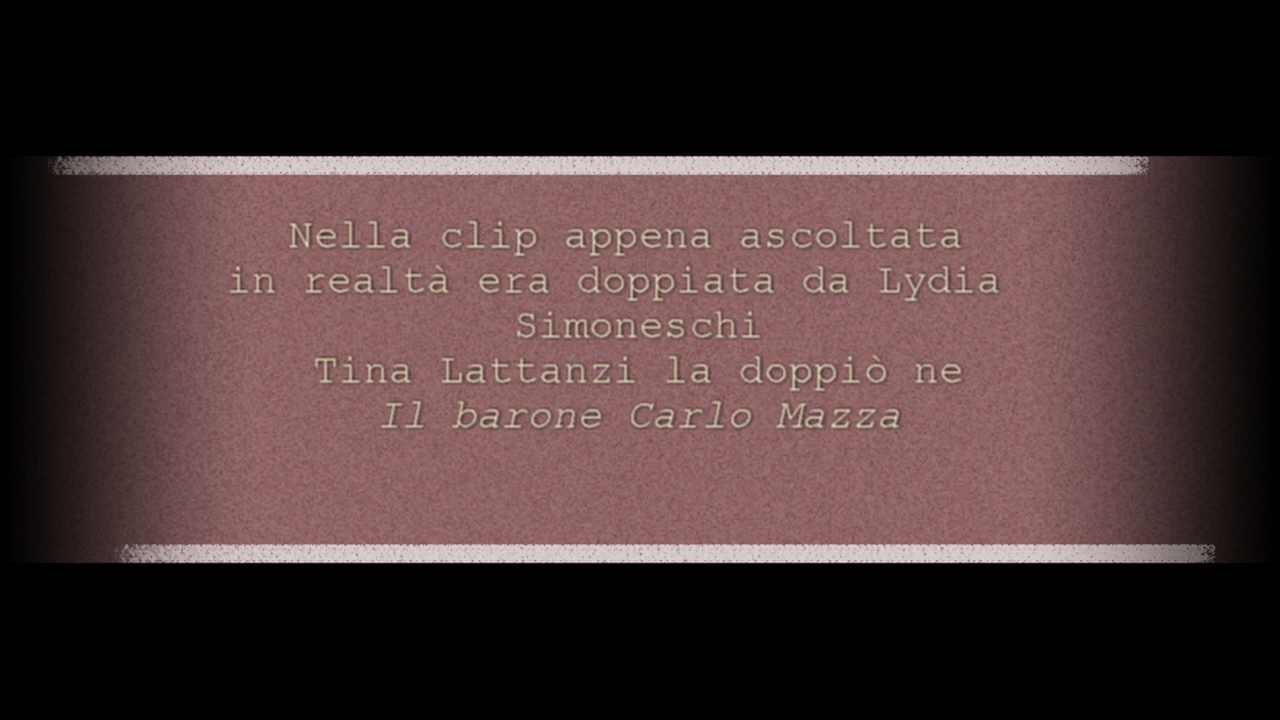 Nella clip appena ascoltata
in realtà era doppiata da Lydia
Simoneschi
Tina Lattanzi la doppiò ne
Il barone Carlo Mazza